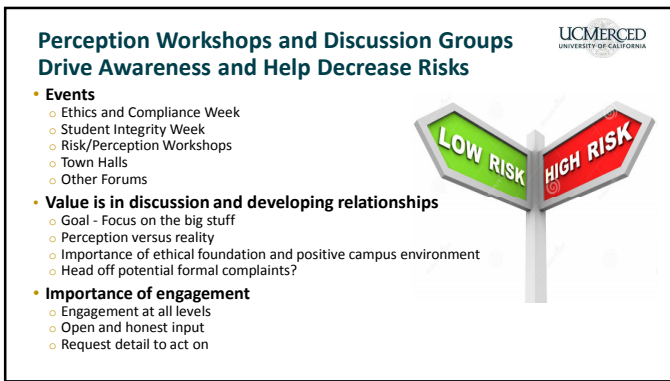 Perception Workshops and Discussion Groups
Drive Awareness and Help Decrease Risks
UCMERCED
UNIVERSITY OF CALIFORNIA
• Events
o Ethics and Compliance Week
o Student Integrity Week
o Risk/Perception Workshops
o Town Halls
o Other Forums
• Value is in discussion and developing relationships
o Goal - Focus on the big stuff
o Perception versus reality
o Importance of ethical foundation and positive campus environment
o Head off potential formal complaints?
• Importance of engagement
o Engagement at all levels
o Open and honest input
o Request detail to act on
LOW RISK
HIGH RISK